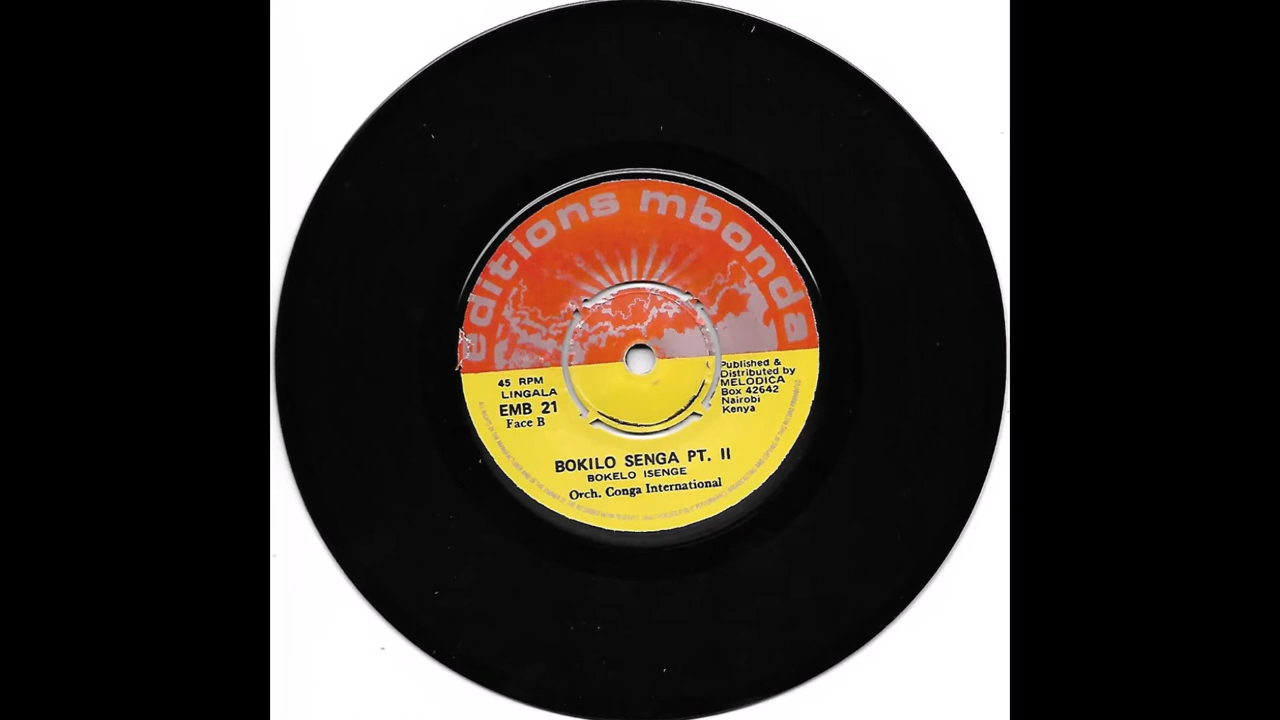 editions mbonda
45 RPM
LINGALA
EMB 21
Face B
Published &
Distributed by
MELODICA
Box 42642
Nairobi
Kenya
BOKILO SENGA PT. II
BOKELO ISENGE
Orch. Conga International